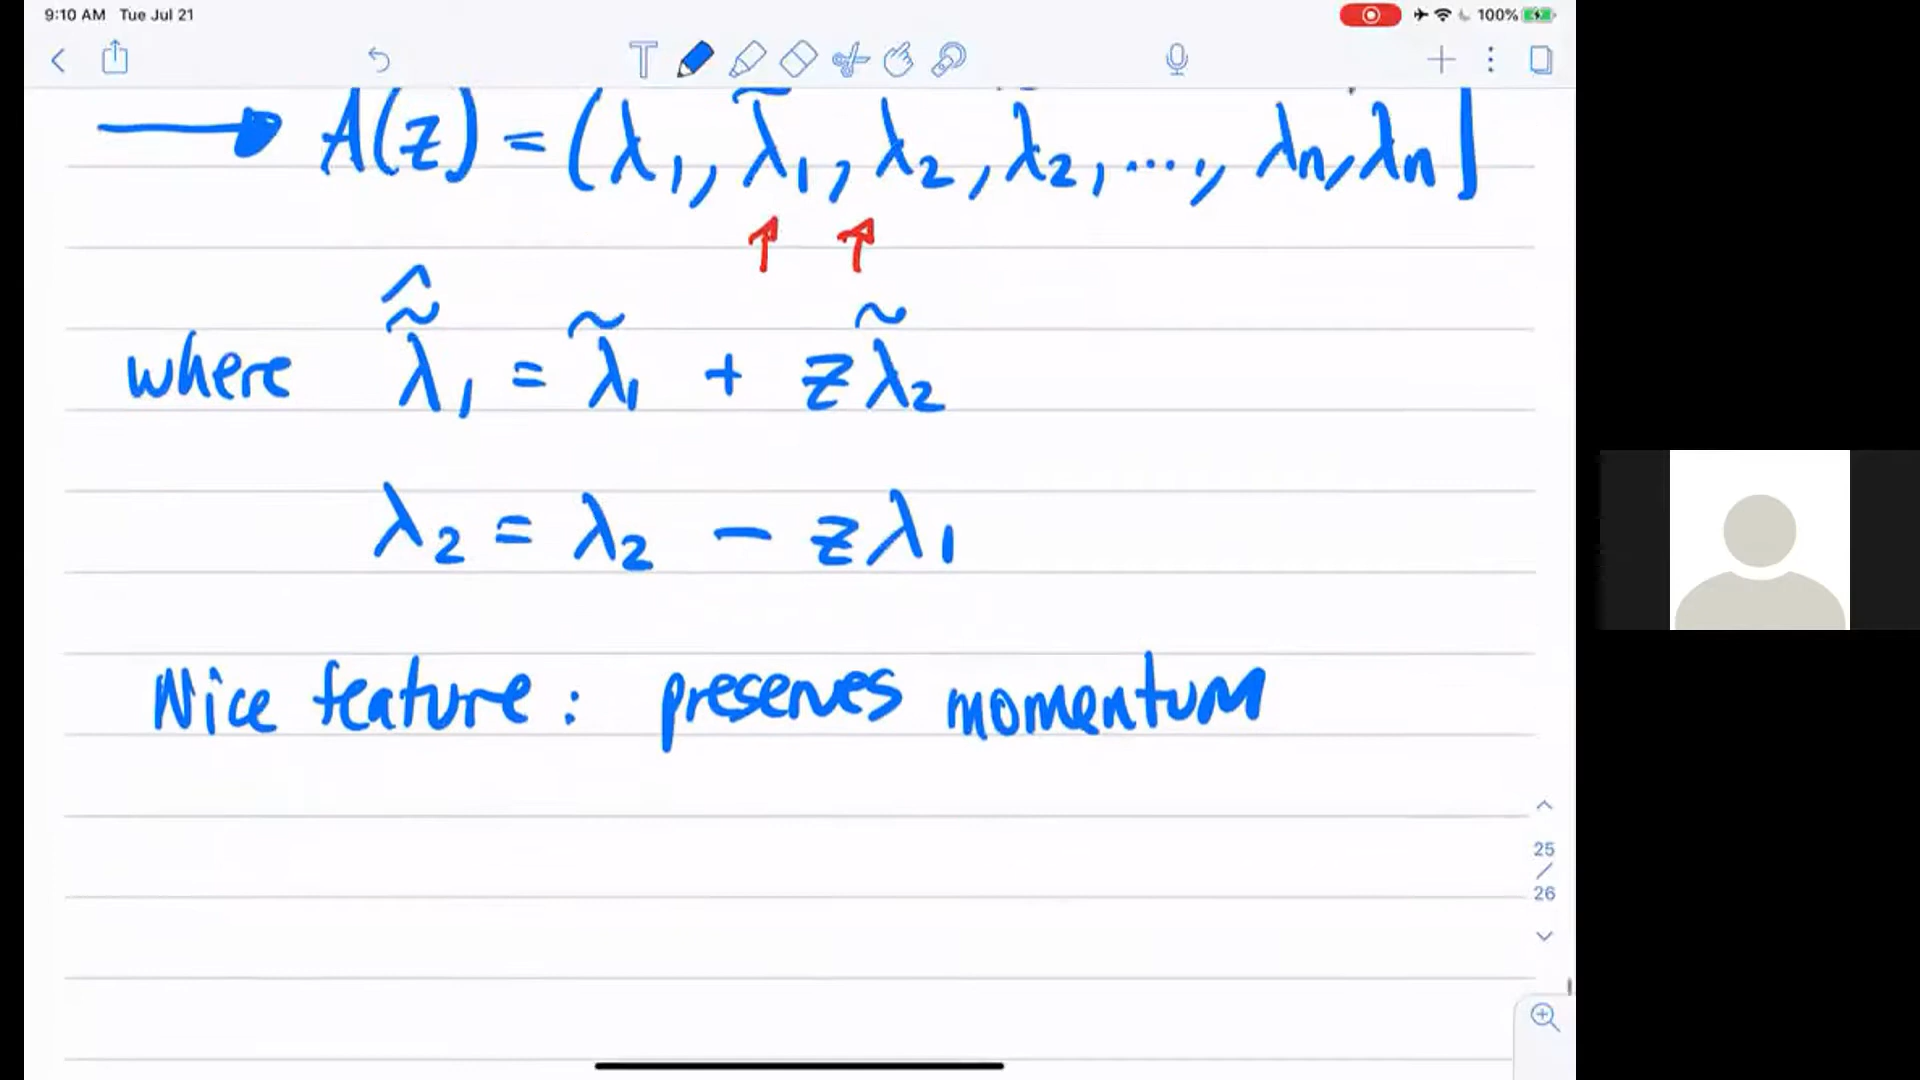 9:10 AM Tue Jul 21 100%
T
A(z) = (λ₁, λ̃₁, λ₂, λ̃₂, ..., λn, λn]
where λ̃̂₁ = λ̃₁ + zλ̃₂
λ₂ = λ₂ - zλ₁
Nice feature: preserves momentum
25
/
26